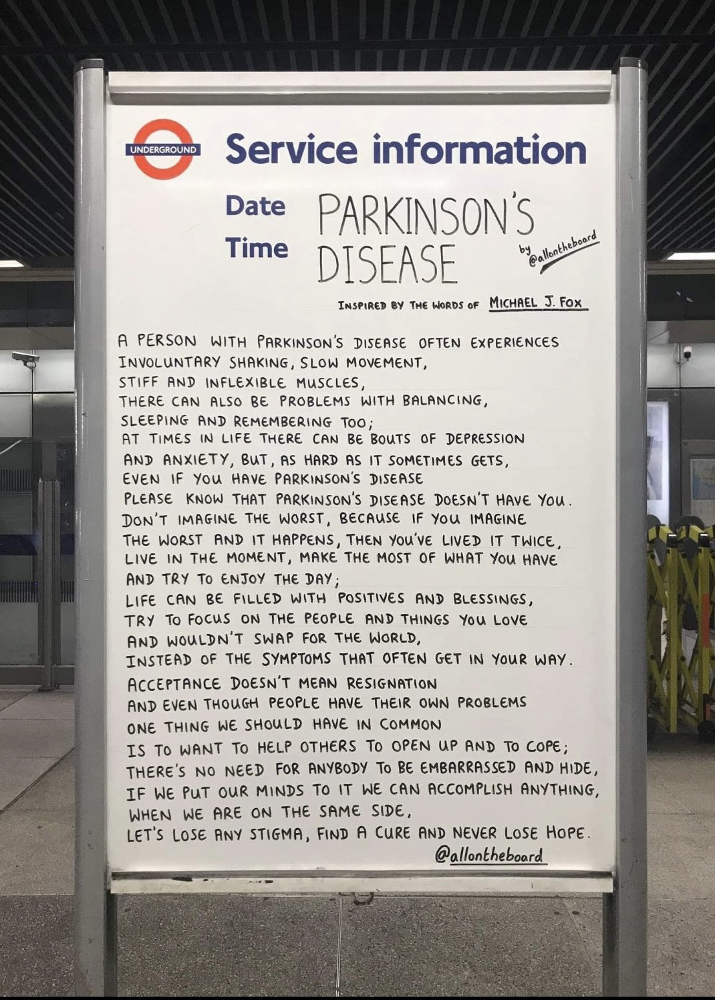 UNDERGROUND
Service information
Date
Time
PARKINSON'S
DISEASE
by
@allontheboard
INSPIRED BY THE WORDS OF MICHAEL J. FOX
A PERSON WITH PARKINSON'S DISEASE OFTEN EXPERIENCES
INVOLUNTARY SHAKING, SLOW MOVEMENT,
STIFF AND INFLEXIBLE MUSCLES,
THERE CAN ALSO BE PROBLEMS WITH BALANCING,
SLEEPING AND REMEMBERING TOO;
AT TIMES IN LIFE THERE CAN BE BOUTS OF DEPRESSION
AND ANXIETY, BUT, AS HARD AS IT SOMETIMES GETS,
EVEN IF YOU HAVE PARKINSON'S DISEASE
PLEASE KNOW THAT PARKINSON'S DISEASE DOESN'T HAVE YOU.
DON'T IMAGINE THE WORST, BECAUSE IF YOU IMAGINE
THE WORST AND IT HAPPENS, THEN YOU'VE LIVED IT TWICE,
LIVE IN THE MOMENT, MAKE THE MOST OF WHAT YOU HAVE
AND TRY TO ENJOY THE DAY;
LIFE CAN BE FILLED WITH POSITIVES AND BLESSINGS,
TRY TO FOCUS ON THE PEOPLE AND THINGS YOU LOVE
AND WOULDN'T SWAP FOR THE WORLD,
INSTEAD OF THE SYMPTOMS THAT OFTEN GET IN YOUR WAY.
ACCEPTANCE DOESN'T MEAN RESIGNATION
AND EVEN THOUGH PEOPLE HAVE THEIR OWN PROBLEMS
ONE THING WE SHOULD HAVE IN COMMON
IS TO WANT TO HELP OTHERS TO OPEN UP AND TO COPE;
THERE'S NO NEED FOR ANYBODY TO BE EMBARRASSED AND HIDE,
IF WE PUT OUR MINDS TO IT WE CAN ACCOMPLISH ANYTHING,
WHEN WE ARE ON THE SAME SIDE,
LET'S LOSE ANY STIGMA, FIND A CURE AND NEVER LOSE HOPE.
@allontheboard